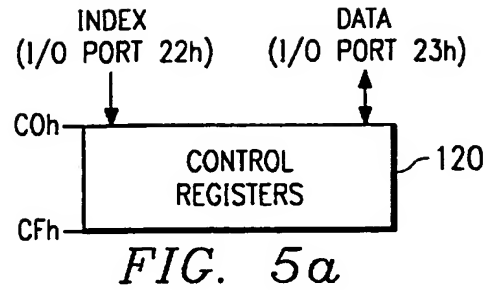 INDEX
(I/O PORT 22h)
DATA
(I/O PORT 23h)
C0h
CONTROL
REGISTERS
120
CFh
FIG. 5a